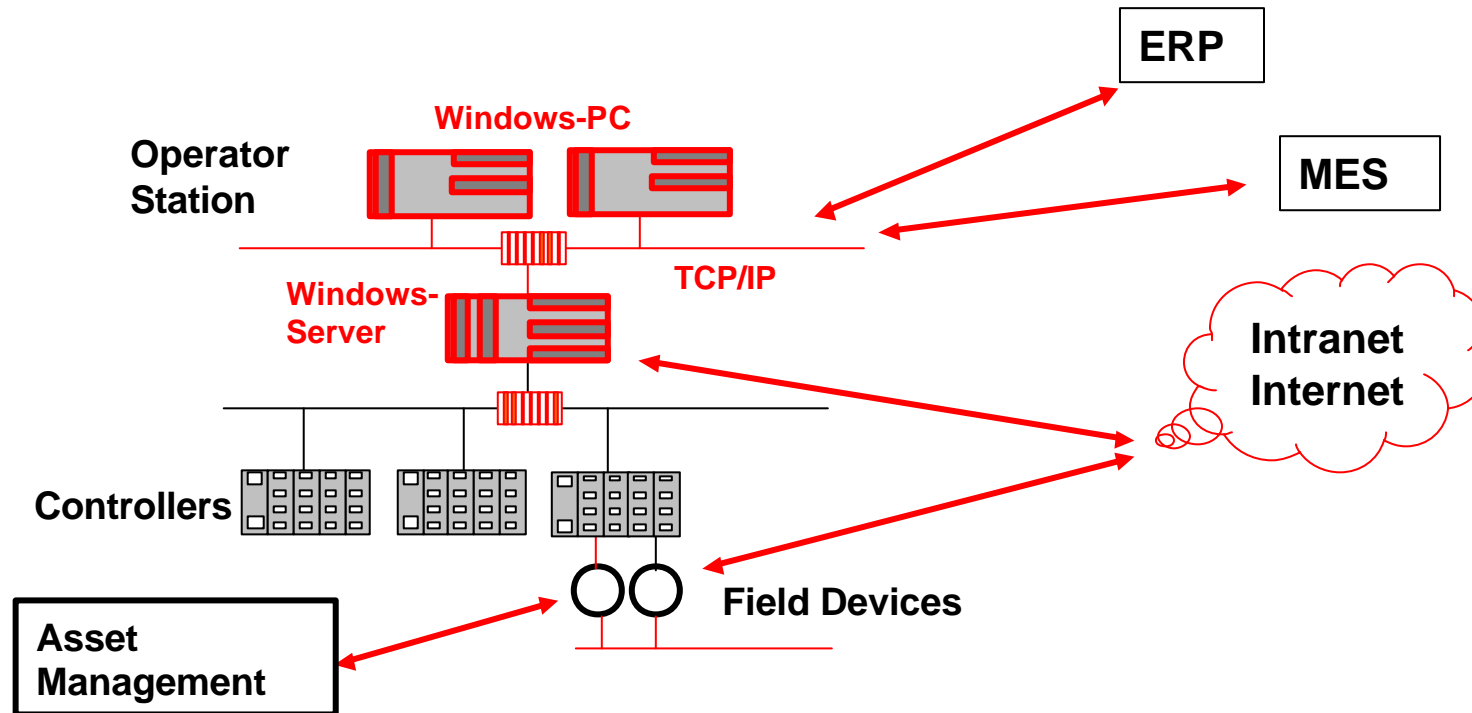 ERP
Windows-PC
Operator
Station
MES
TCP/IP
Windows-
Server
Intranet
Internet
Controllers
Field Devices
Asset
Management